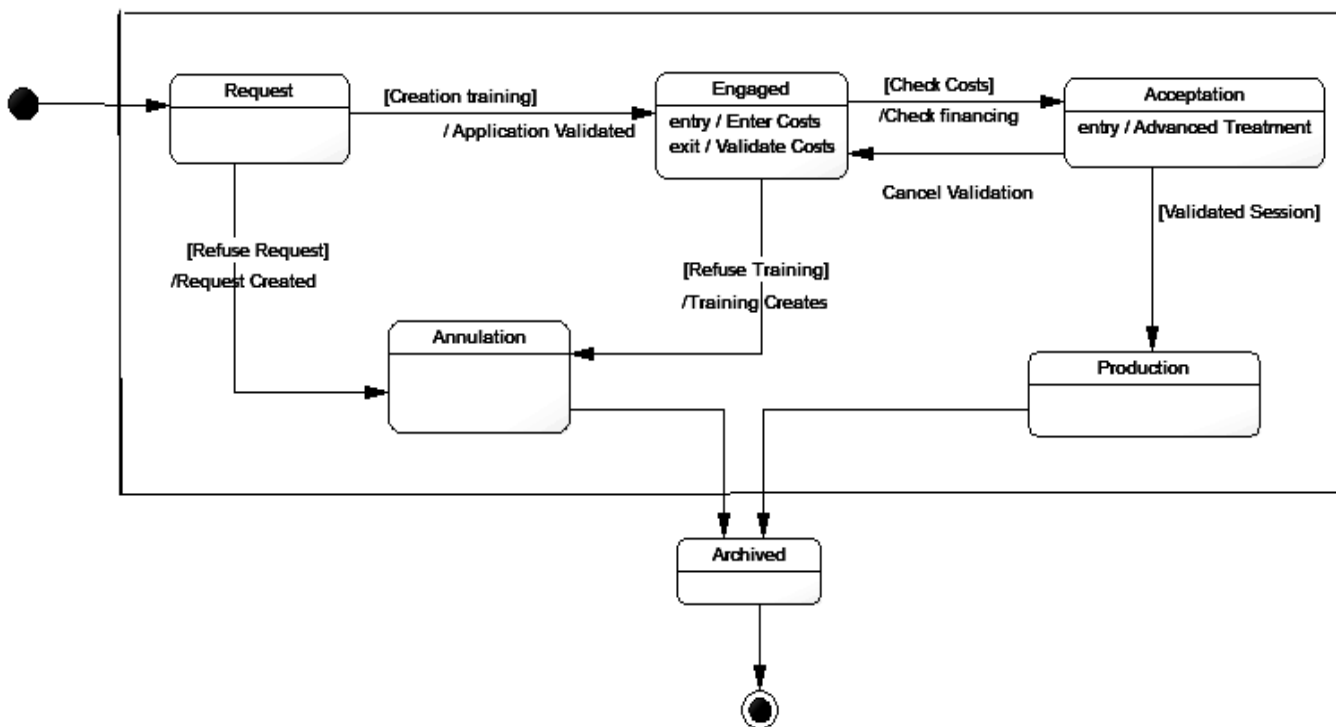 Request
[Creation training]
/ Application Validated
Engaged
entry / Enter Costs
exit / Validate Costs
[Check Costs]
/Check financing
Acceptation
entry / Advanced Treatment
Cancel Validation
[Validated Session]
[Refuse Request]
/Request Created
[Refuse Training]
/Training Creates
Annulation
Production
Archived